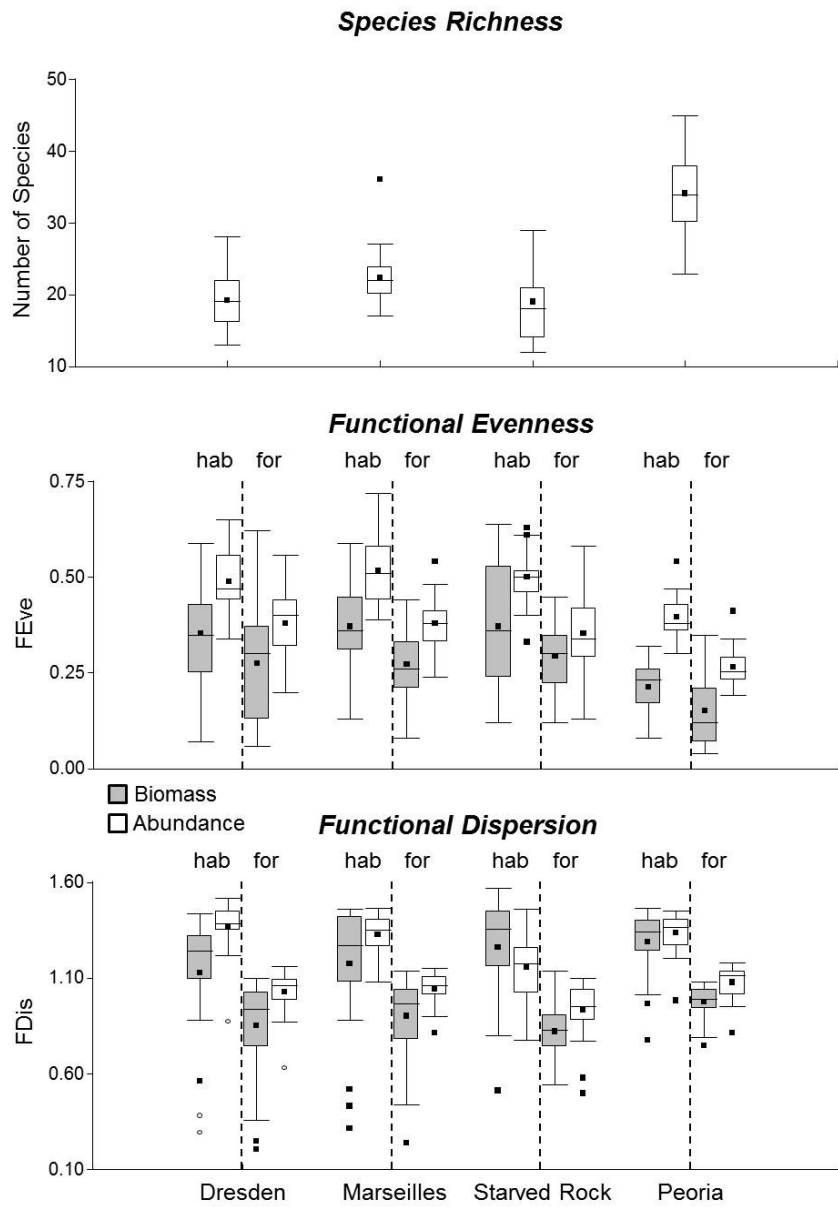 Species Richness
50
40
30
20
10
Number of Species
Functional Evenness
hab for hab for hab for hab for
0.75
0.50
0.25
0.00
FEve
Biomass
Abundance
Functional Dispersion
hab for hab for hab for hab for
1.60
1.10
0.60
0.10
FDis
Dresden Marseilles Starved Rock Peoria